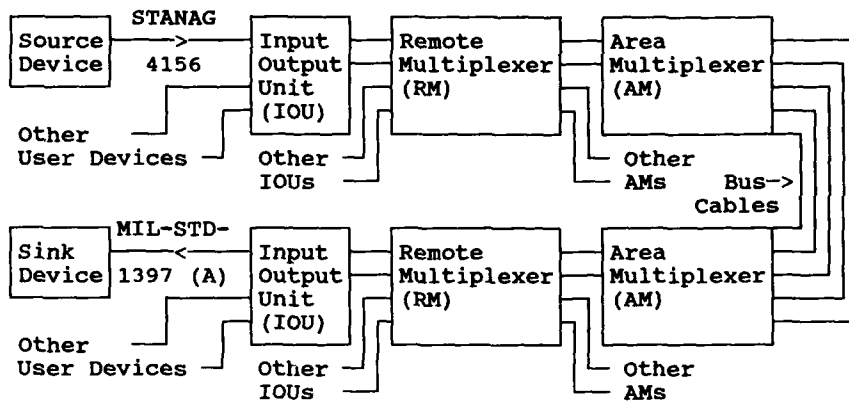 STANAG
Source Device
4156
Input Output Unit (IOU)
Remote Multiplexer (RM)
Area Multiplexer (AM)
Other User Devices
Other IOUs
Other AMs
Bus
Cables
MIL-STD-
Sink Device
1397 (A)
Input Output Unit (IOU)
Remote Multiplexer (RM)
Area Multiplexer (AM)
Other User Devices
Other IOUs
Other AMs